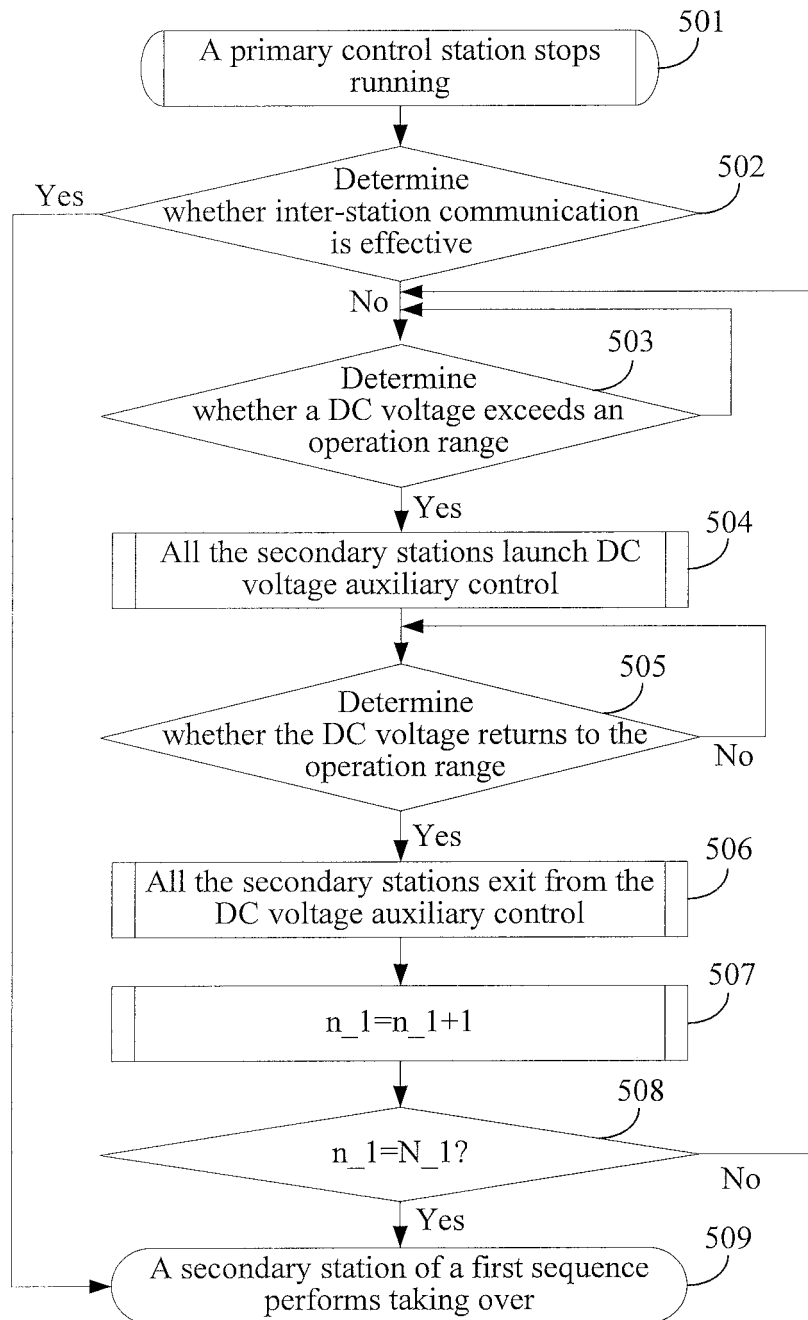 501
A primary control station stops
running
Yes
502
Determine
whether inter-station communication
is effective
No
503
Determine
whether a DC voltage exceeds an
operation range
Yes
504
All the secondary stations launch DC
voltage auxiliary control
505
Determine
whether the DC voltage returns to the
operation range
No
Yes
506
All the secondary stations exit from the
DC voltage auxiliary control
507
n_1=n_1+1
508
n_1=N_1?
No
Yes
509
A secondary station of a first sequence
performs taking over